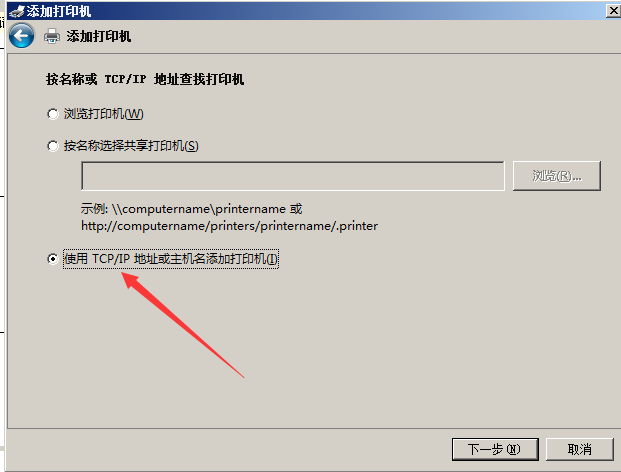 添加打印机
添加打印机
按名称或 TCP/IP 地址查找打印机
浏览打印机(W)
按名称选择共享打印机(S)
浏览(R)...
示例: \\computername\printername 或
http://computername/printers/printername/.printer
使用 TCP/IP 地址或主机名添加打印机(I)
下一步(N)
取消